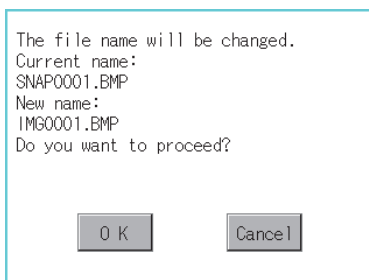 The file name will be changed.
Current name:
SNAP0001.BMP
New name:
IMG0001.BMP
Do you want to proceed?
OK Cancel